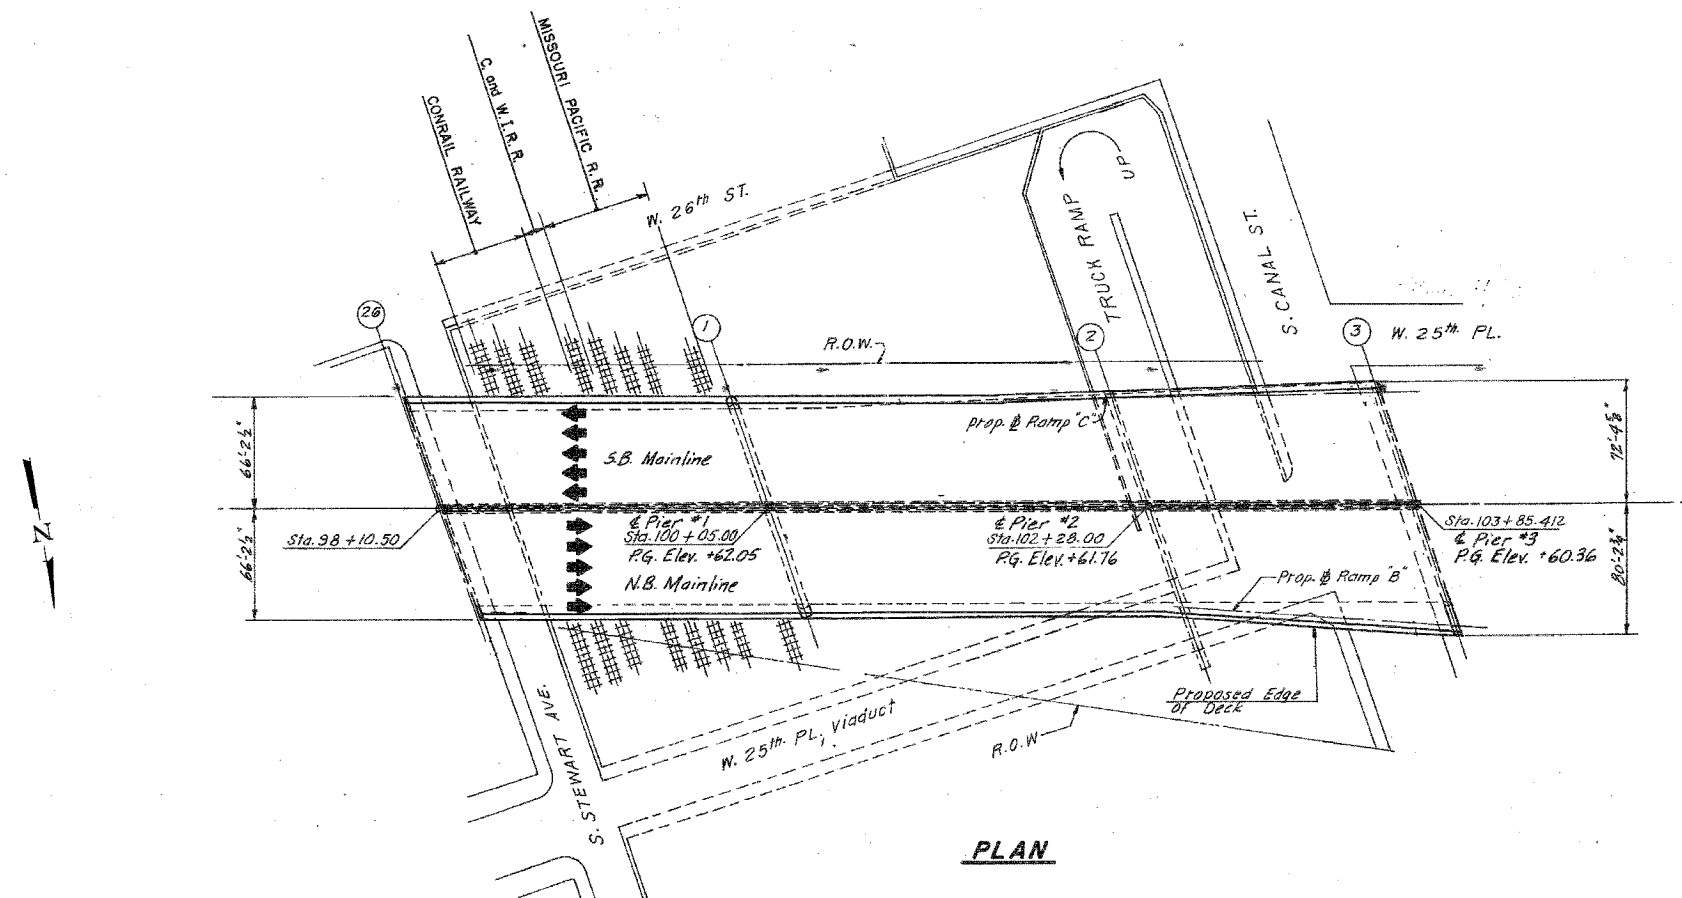 MISSOURI PACIFIC R.R.
C. and W.I.R.R.
CONRAIL RAILWAY
W. 26th ST.
UP
TRUCK RAMP
S. CANAL ST.
26
1
2
3
W. 25th PL.
R.O.W.
Prop. ⅊ Ramp "C"
66'-2½"
S.B. Mainline
72'-4⅝"
N
Sta. 98 + 10.50
℄ Pier #1
Sta. 100 + 05.00
P.G. Elev. +62.05
℄ Pier #2
Sta. 102 + 28.00
P.G. Elev. +61.76
Sta. 103 + 85.412
℄ Pier #3
P.G. Elev. +60.36
66'-2½"
N.B. Mainline
Prop. ⅊ Ramp "B"
Proposed Edge
of Deck
W. 25th. PL. Viaduct
R.O.W
S. STEWART AVE.
PLAN